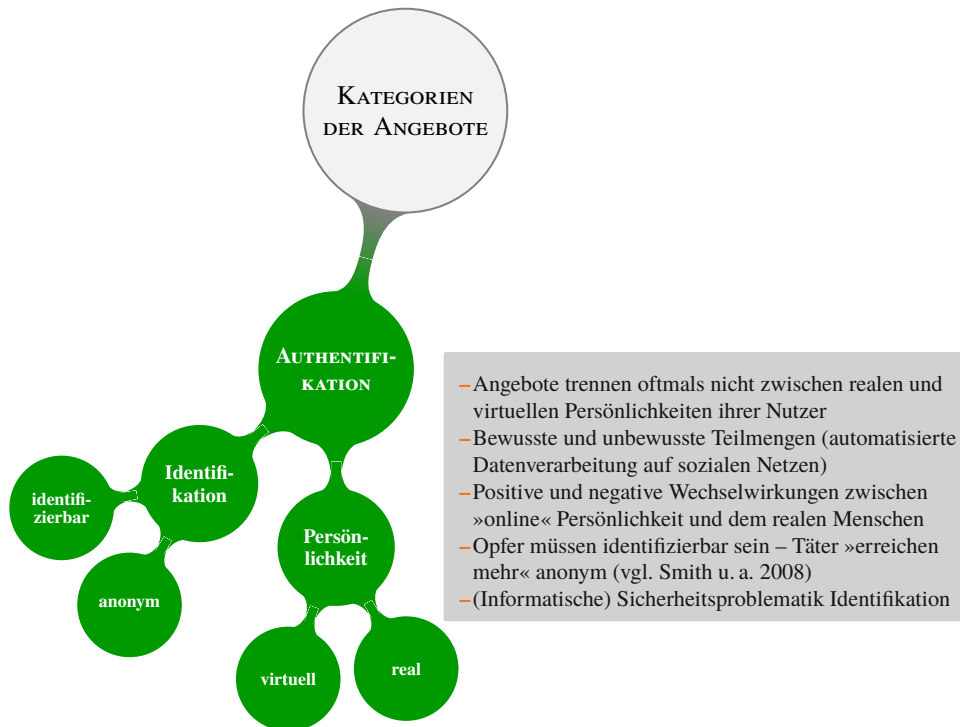 KATEGORIEN
DER ANGEBOTE
AUTHENTIFI-
KATION
Identifi-
kation
identifi-
zierbar
anonym
Persön-
lichkeit
virtuell
real
–Angebote trennen oftmals nicht zwischen realen und
virtuellen Persönlichkeiten ihrer Nutzer
–Bewusste und unbewusste Teilmengen (automatisierte
Datenverarbeitung auf sozialen Netzen)
–Positive und negative Wechselwirkungen zwischen
»online« Persönlichkeit und dem realen Menschen
–Opfer müssen identifizierbar sein – Täter »erreichen
mehr« anonym (vgl. Smith u. a. 2008)
–(Informatische) Sicherheitsproblematik Identifikation